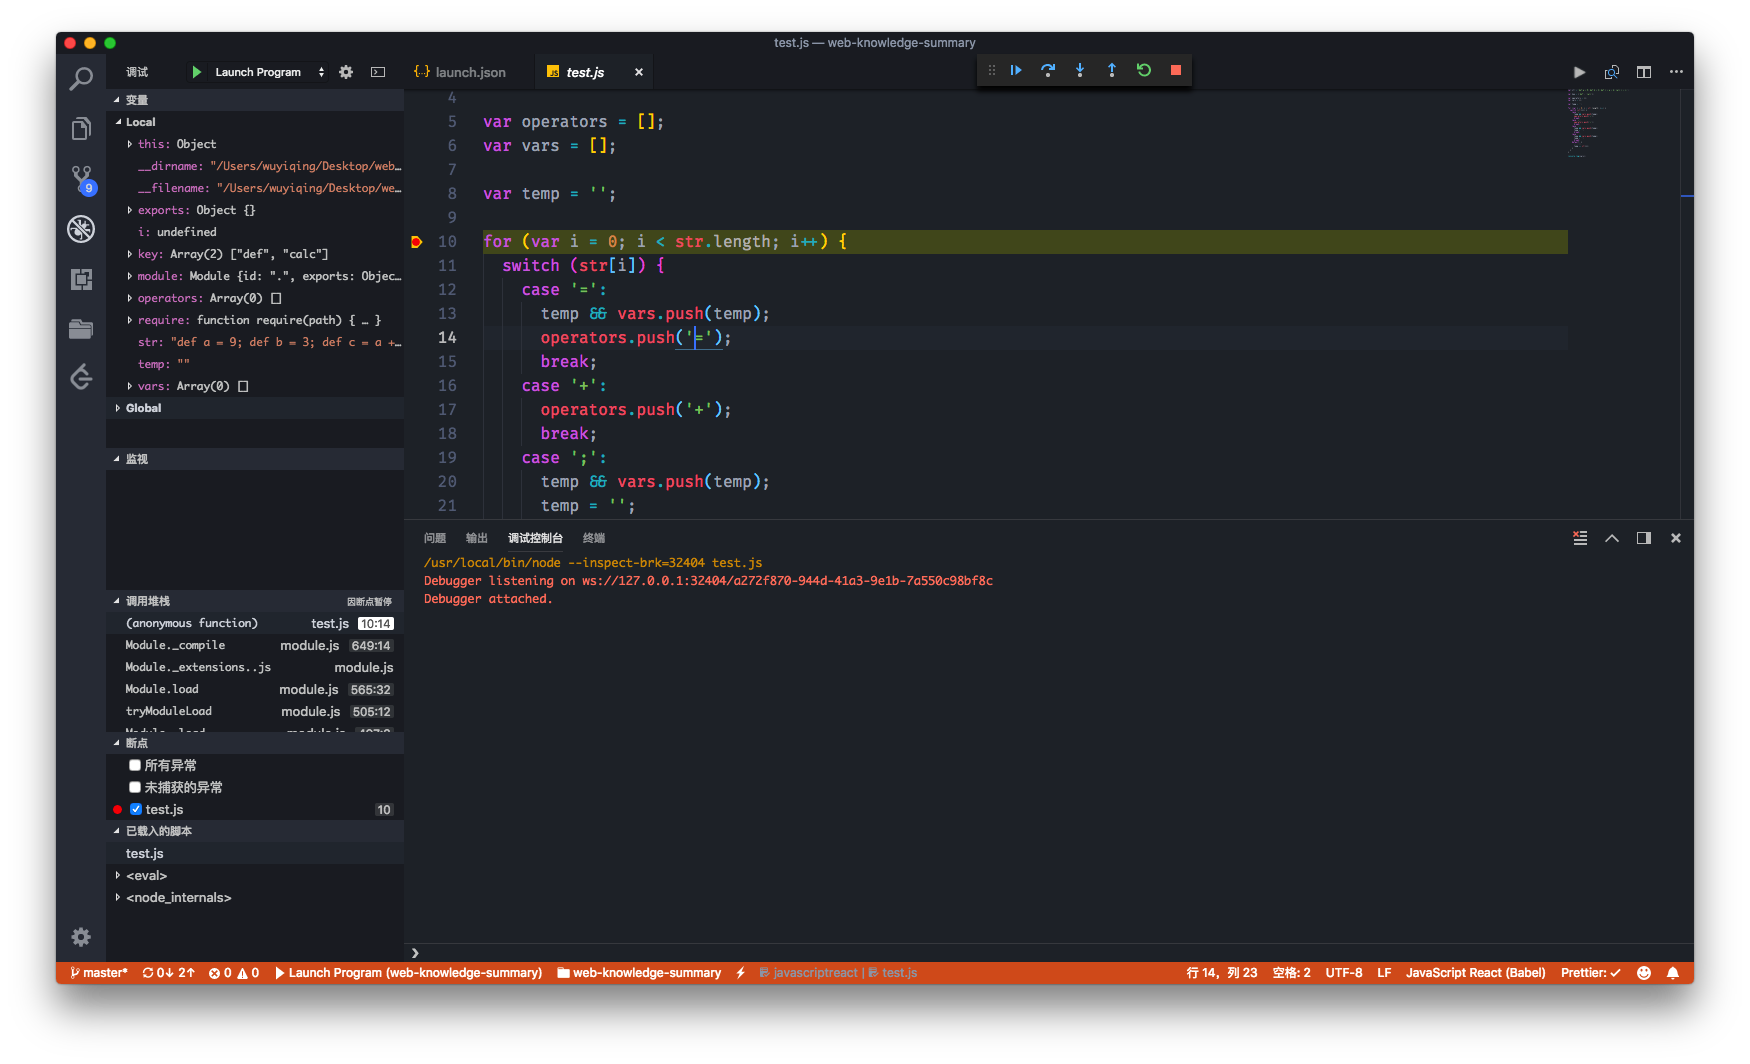 test.js — web-knowledge-summary
调试 Launch Program
{..} launch.json JS test.js ×
9
变量
Local
this: Object
__dirname: "/Users/wuyiqing/Desktop/web…
__filename: "/Users/wuyiqing/Desktop/we…
exports: Object {}
i: undefined
key: Array(2) ["def", "calc"]
module: Module {id: ".", exports: Objec…
operators: Array(0) []
require: function require(path) { … }
str: "def a = 9; def b = 3; def c = a +…
temp: ""
vars: Array(0) []
Global
监视
调用堆栈 因断点暂停
(anonymous function) test.js 10:14
Module._compile module.js 649:14
Module._extensions..js module.js
Module.load module.js 565:32
tryModuleLoad module.js 505:12
断点
所有异常
未捕获的异常
test.js 10
已载入的脚本
test.js
<eval>
<node_internals>
4
5 var operators = [];
6 var vars = [];
7
8 var temp = '';
9
10 for (var i = 0; i < str.length; i++) {
11 switch (str[i]) {
12 case '=':
13 temp && vars.push(temp);
14 operators.push('=');
15 break;
16 case '+':
17 operators.push('+');
18 break;
19 case ';':
20 temp && vars.push(temp);
21 temp = '';
问题 输出 调试控制台 终端
/usr/local/bin/node --inspect-brk=32404 test.js
Debugger listening on ws://127.0.0.1:32404/a272f870-944d-41a3-9e1b-7a550c98bf8c
Debugger attached.
❯
master* 0↓ 2↑ 0 0 Launch Program (web-knowledge-summary) web-knowledge-summary javascriptreact | test.js 行 14，列 23 空格: 2 UTF-8 LF JavaScript React (Babel) Prettier: ✓